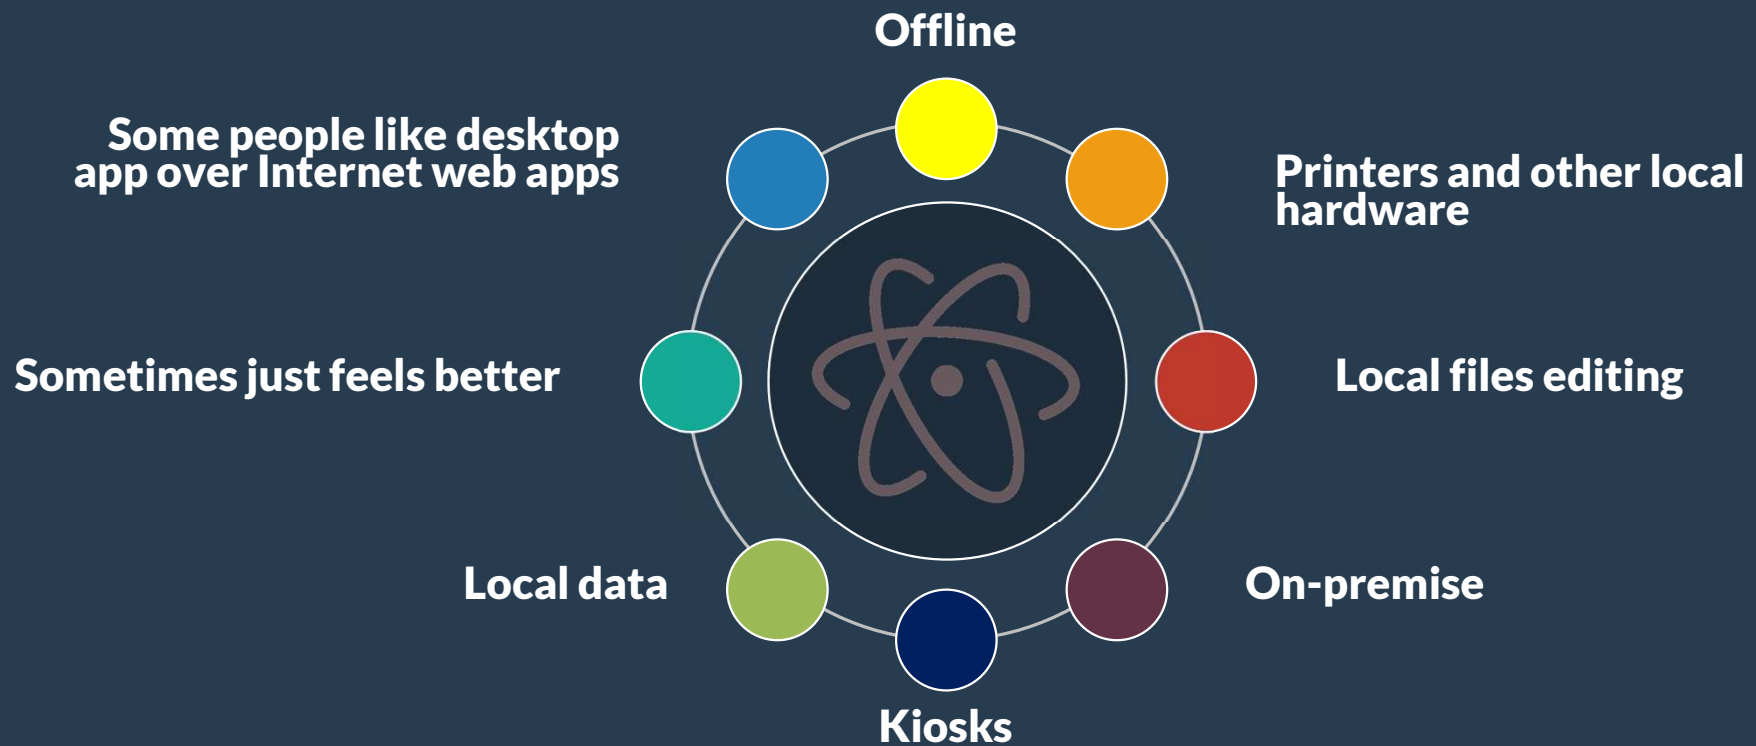 Offline
Some people like desktop
app over Internet web apps
Printers and other local
hardware
Sometimes just feels better
Local files editing
Local data
On-premise
Kiosks